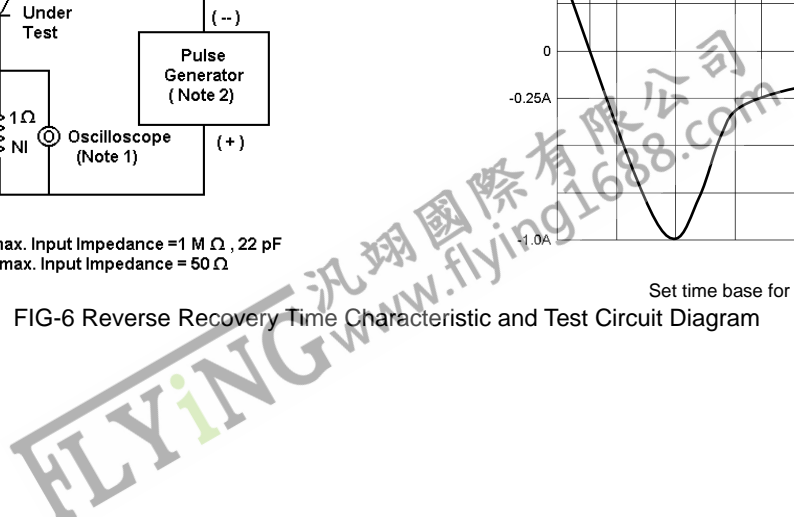 Under
Test
( -- )
Pulse
Generator
( Note 2)
1Ω
NI
Oscilloscope
(Note 1)
( + )
max. Input Impedance =1 M Ω , 22 pF
max. Input Impedance = 50 Ω
0
-0.25A
-1.0A
Set time base for
FIG-6 Reverse Recovery Time Characteristic and Test Circuit Diagram
FLYiNG
汎翊國際有限公司
www.flying1688.com